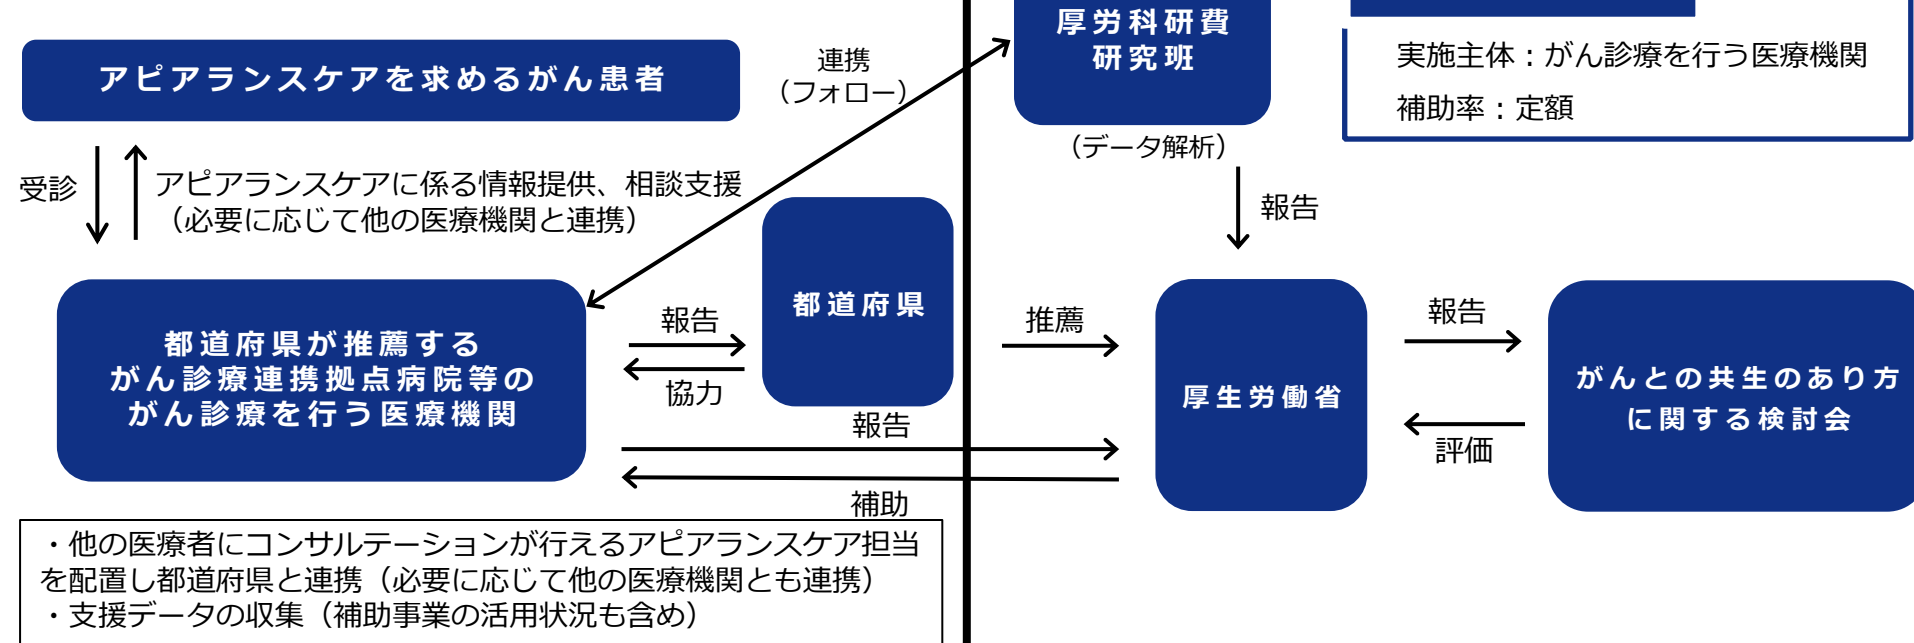 アピアランスケアを求めるがん患者
連携
（フォロー）
厚労科研費
研究班
（データ解析）
実施主体：がん診療を行う医療機関
補助率：定額
受診
アピアランスケアに係る情報提供、相談支援
（必要に応じて他の医療機関と連携）
報告
都道府県が推薦する
がん診療連携拠点病院等の
がん診療を行う医療機関
報告
協力
都道府県
推薦
厚生労働省
報告
評価
がんとの共生のあり方
に関する検討会
報告
補助
・他の医療者にコンサルテーションが行えるアピアランスケア担当
を配置し都道府県と連携（必要に応じて他の医療機関とも連携）
・支援データの収集（補助事業の活用状況も含め）